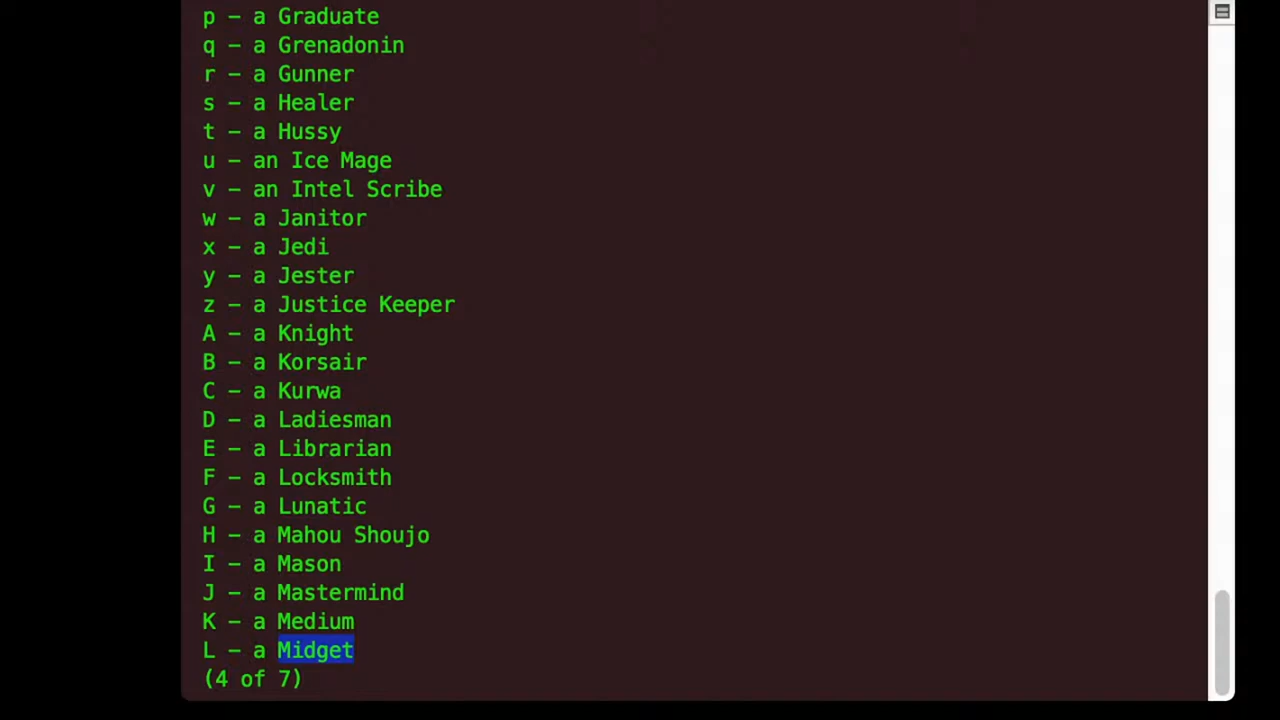 p – a Graduate
q – a Grenadonin
r – a Gunner
s – a Healer
t – a Hussy
u – an Ice Mage
v – an Intel Scribe
w – a Janitor
x – a Jedi
y – a Jester
z – a Justice Keeper
A – a Knight
B – a Korsair
C – a Kurwa
D – a Ladiesman
E – a Librarian
F – a Locksmith
G – a Lunatic
H – a Mahou Shoujo
I – a Mason
J – a Mastermind
K – a Medium
L – a Midget
(4 of 7)